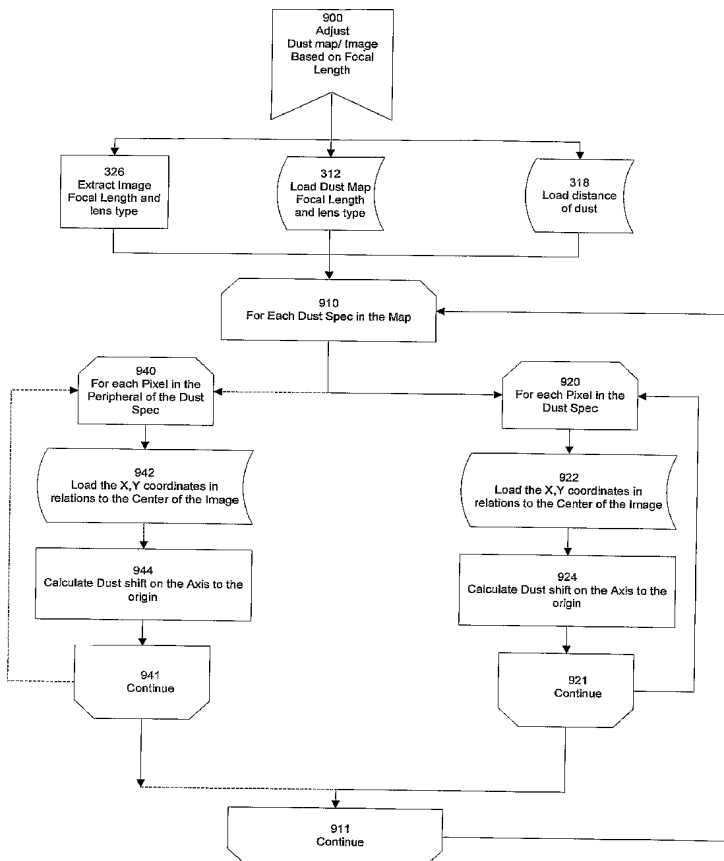 900
Adjust
Dust map/ Image
Based on Focal
Length
326
Extract Image
Focal Length and
lens type
312
Load Dust Map
Focal Length
and lens type
318
Load distance
of dust
910
For Each Dust Spec in the Map
940
For each Pixel in the
Peripheral of the Dust
Spec
920
For each Pixel in the
Dust Spec
942
Load the X,Y coordinates in
relations to the Center of the Image
922
Load the X,Y coordinates in
relations to the Center of the Image
944
Calculate Dust shift on the Axis to the
origin
924
Calculate Dust shift on the Axis to the
origin
941
Continue
921
Continue
911
Continue